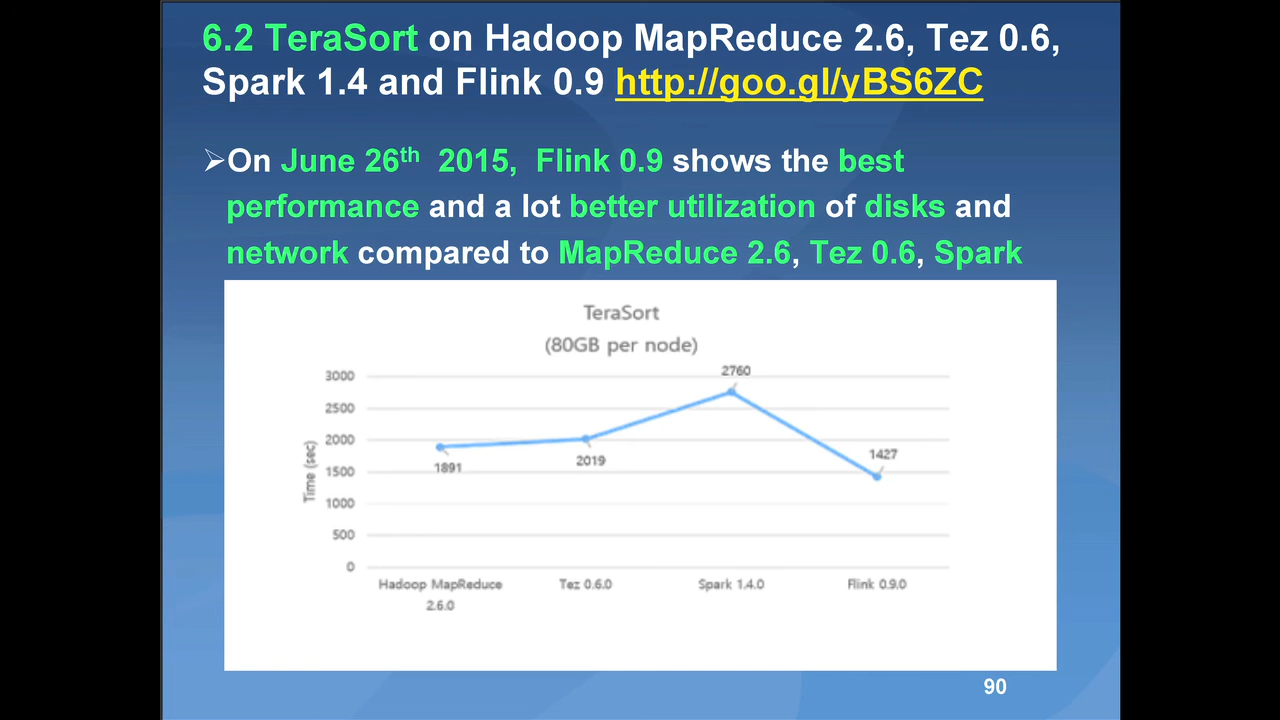 6.2 TeraSort on Hadoop MapReduce 2.6, Tez 0.6,
Spark 1.4 and Flink 0.9 http://goo.gl/yBS6ZC
➢On June 26th 2015, Flink 0.9 shows the best
performance and a lot better utilization of disks and
network compared to MapReduce 2.6, Tez 0.6, Spark
TeraSort
(80GB per node)
3000
2500
2000
1500
1000
500
0
Time (sec)
1891
2019
2760
1427
Hadoop MapReduce
2.6.0
Tez 0.6.0
Spark 1.4.0
Flink 0.9.0
90